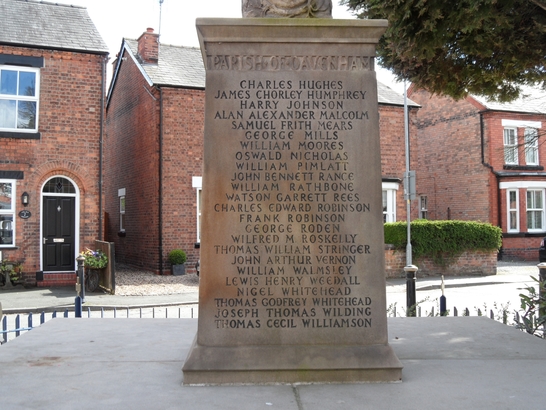 PARISH OF DAVENHAM
CHARLES HUGHES
JAMES CHORLEY HUMPHREY
HARRY JOHNSON
ALAN ALEXANDER MALCOLM
SAMUEL FRITH MEARS
GEORGE MILLS
WILLIAM MOORES
OSWALD NICHOLAS
WILLIAM PIMLATT
JOHN BENNETT RANCE
WILLIAM RATHBONE
WATSON GARRETT REES
CHARLES EDWARD ROBINSON
FRANK ROBINSON
GEORGE RODEN
WILFRED M ROSKELLY
THOMAS WILLIAM STRINGER
JOHN ARTHUR VERNON
WILLIAM WALMSLEY
LEWIS HENRY WEEDALL
NIGEL WHITEHEAD
THOMAS GODFREY WHITEHEAD
JOSEPH THOMAS WILDING
THOMAS CECIL WILLIAMSON